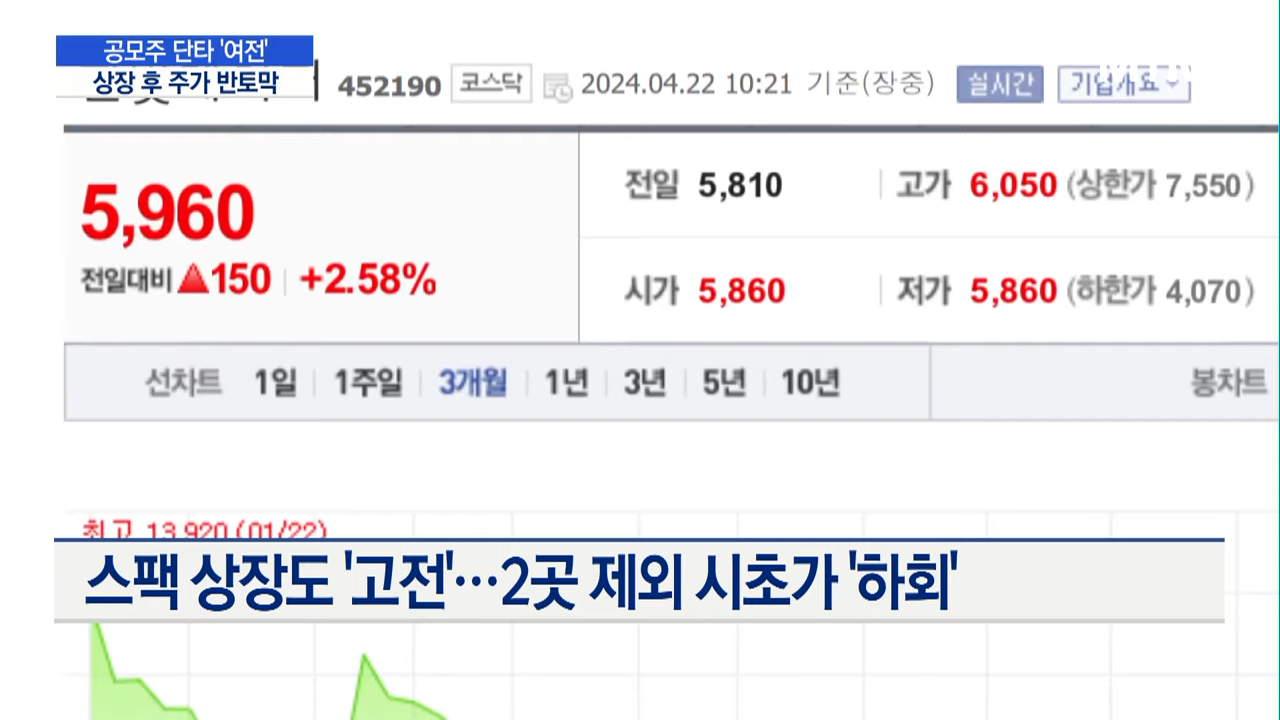 공모주 단타 '여전'
상장 후 주가 반토막
452190 코스닥 2024.04.22 10:21 기준(장중) 실시간 기업개요
5,960
전일대비 ▲150 +2.58%
전일 5,810 고가 6,050 (상한가 7,550)
시가 5,860 저가 5,860 (하한가 4,070)
선차트 1일 1주일 3개월 1년 3년 5년 10년 봉차트
최고 13,920 (01/22)
스팩 상장도 '고전'…2곳 제외 시초가 '하회'